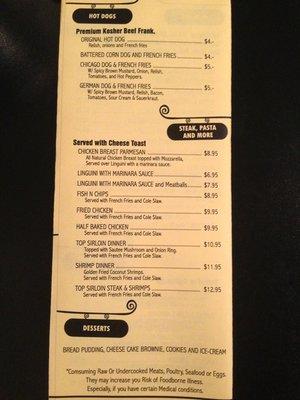 HOT DOGS
Premium Kosher Beef Frank.
ORIGINAL HOT DOG $4.-
Relish, onions and French fries
BATTERED CORN DOG AND FRENCH FRIES $4.-
CHICAGO DOG & FRENCH FRIES $5.-
W/ Spicy Brown Mustard, Onion, Relish,
Tomatoes, and Hot Peppers.
GERMAN DOG & FRENCH FRIES $5.-
W/ Spicy Brown Mustard, Relish, Bacon,
Tomatoes, Sour Cream & Sauerkraut.
STEAK, PASTA
AND MORE
Served with Cheese Toast
CHICKEN BREAST PARMESAN $8.95
All Natural Chicken Breast topped with Mozzarella,
Served over Linguini with a marinara sauce.
LINGUINI WITH MARINARA SAUCE $6.95
LINGUINI WITH MARINARA SAUCE and Meatballs $7.95
FISH N CHIPS $8.95
Served with French Fries and Cole Slaw.
FRIED CHICKEN $9.95
Served with French Fries and Cole Slaw.
HALF BAKED CHICKEN $9.95
Served with French Fries and Cole Slaw.
TOP SIRLOIN DINNER $10.95
Topped with Sautee Mushroom and Onion Ring.
Served with French Fries and Cole Slaw.
SHRIMP DINNER $11.95
Golden Fried Coconut Shrimps.
Served with French Fries and Cole Slaw.
TOP SIRLOIN STEAK & SHRIMPS $12.95
Served with French Fries and Cole Slaw.
DESSERTS
BREAD PUDDING, CHEESE CAKE BROWNIE, COOKIES AND ICE-CREAM
*Comsuming Raw Or Undercooked Meats, Poultry, Seafood or Eggs.
They may increase you Risk of Foodborne Illness.
Especially, if you have certain Medical conditions.